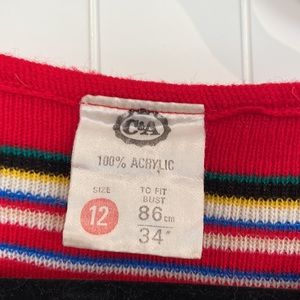 C&A
100% ACRYLIC
SIZE TO FIT
BUST
12 86cm
34"